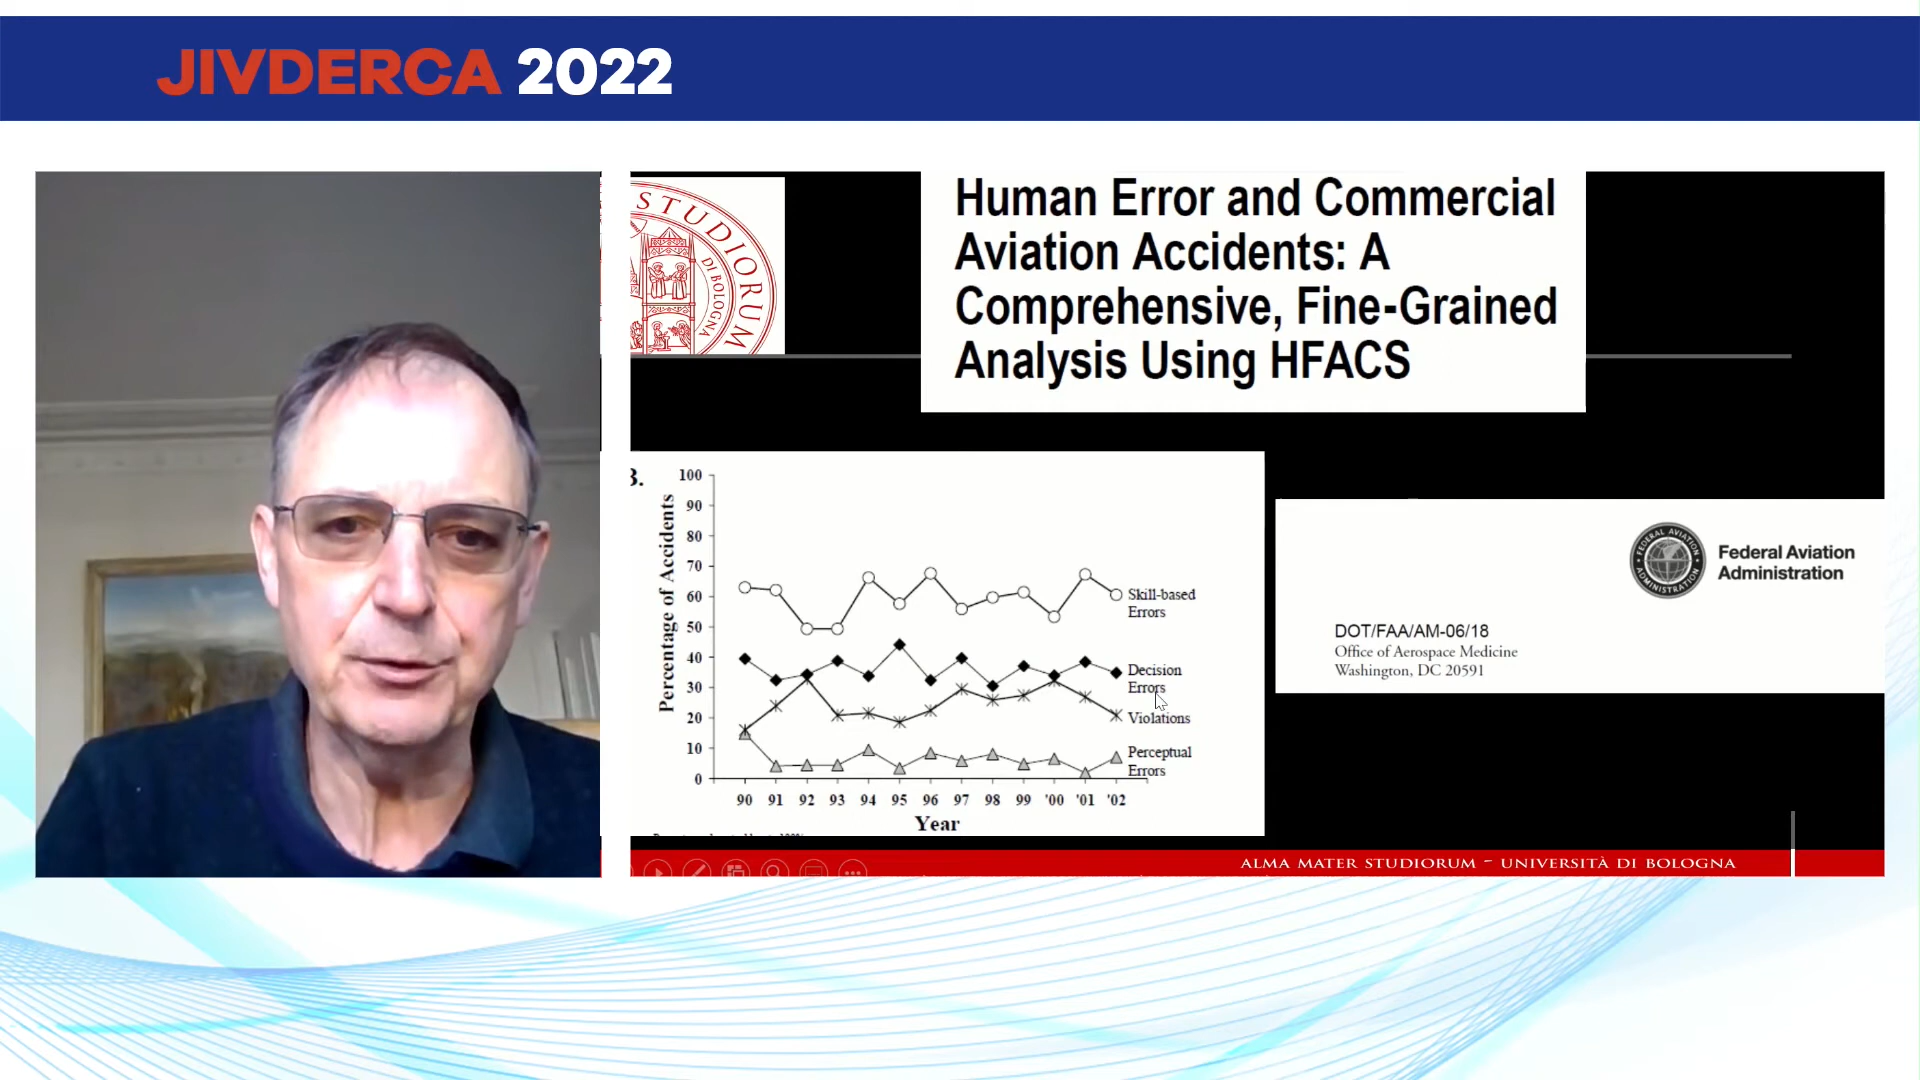 JIVDERCA 2022
STUDIORUM
DI BOLOGNA
Human Error and Commercial
Aviation Accidents: A
Comprehensive, Fine-Grained
Analysis Using HFACS
B.
Percentage of Accidents
100
90
80
70
60
50
40
30
20
10
0
Skill-based
Errors
Decision
Errors
Violations
Perceptual
Errors
90 91 92 93 94 95 96 97 98 99 '00 '01 '02
Year
FEDERAL AVIATION
ADMINISTRATION
Federal Aviation
Administration
DOT/FAA/AM-06/18
Office of Aerospace Medicine
Washington, DC 20591
ALMA MATER STUDIORUM – UNIVERSITÀ DI BOLOGNA